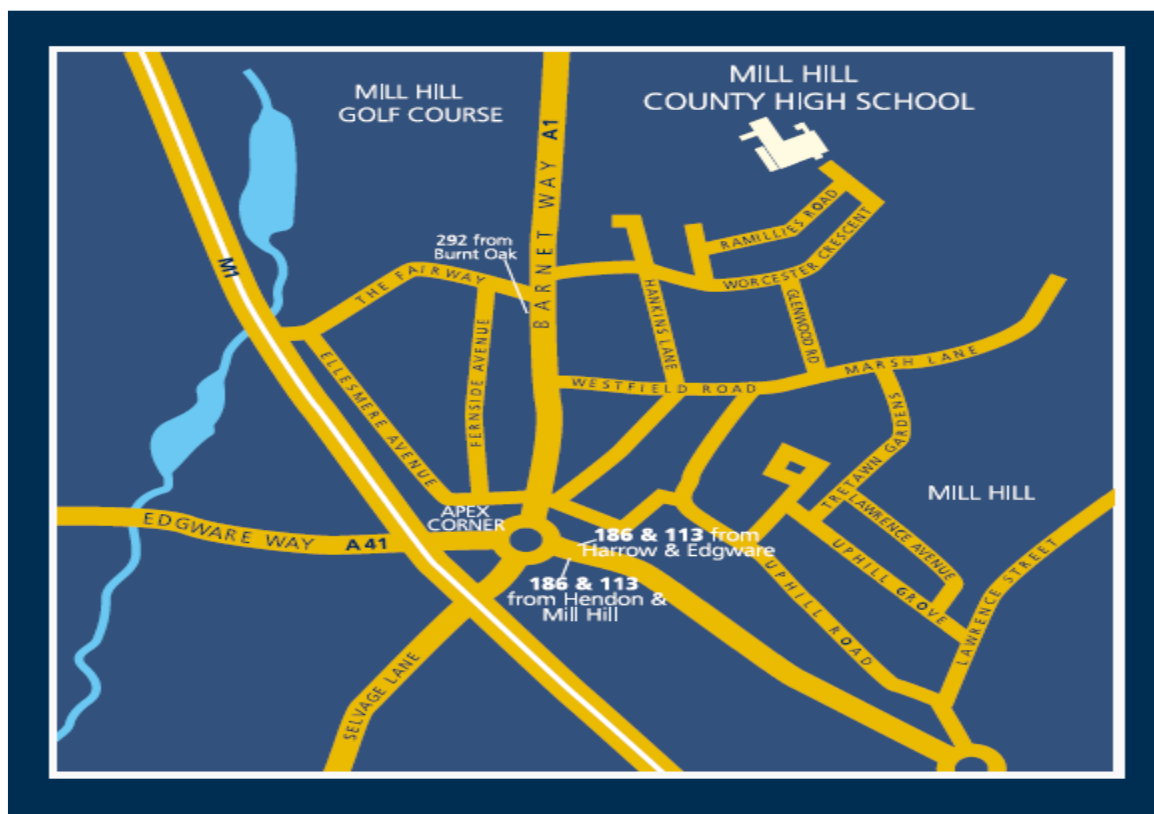 MILL HILL
GOLF COURSE
MILL HILL
COUNTY HIGH SCHOOL
BARNET WAY A1
M1
292 from
Burnt Oak
THE FAIRWAY
RAMILLIES ROAD
WORCESTER CRESCENT
HANKINS LANE
GLENWOOD RD
ELLESMERE AVENUE
FERNSIDE AVENUE
WESTFIELD ROAD
MARSH LANE
TRETAWN GARDENS
MILL HILL
LAWRENCE AVENUE
APEX
CORNER
EDGWARE WAY A41
186 & 113 from
Harrow & Edgware
186 & 113
from Hendon &
Mill Hill
UPHILL GROVE
UPHILL ROAD
LAWRENCE STREET
SELVAGE LANE